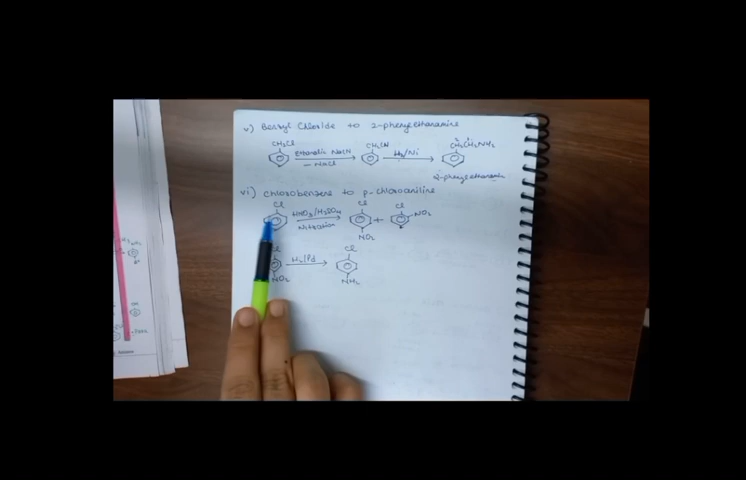 v) Benzyl Chloride to 2-phenylethanamine
CH2Cl Ethanolic NaCN CH2CN H2/Ni CH2CH2NH2
- NaCl
2-phenylethanamine
vi) Chlorobenzene to p-chloroaniline
Cl HNO3/H2SO4 Cl + Cl NO2
Nitration
NO2
Cl H2/Pd Cl
NO2 NH2